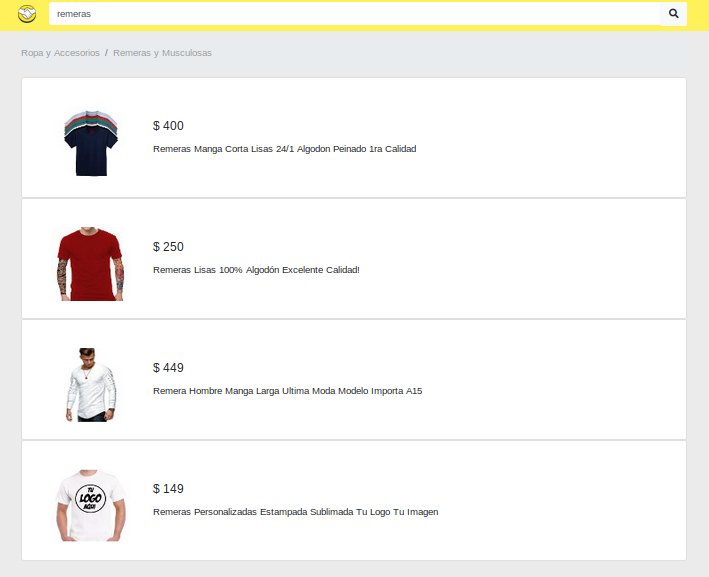 remeras
Ropa y Accesorios / Remeras y Musculosas
$ 400
Remeras Manga Corta Lisas 24/1 Algodon Peinado 1ra Calidad
$ 250
Remeras Lisas 100% Algodón Excelente Calidad!
$ 449
Remera Hombre Manga Larga Ultima Moda Modelo Importa A15
TU
LOGO
AQUI
$ 149
Remeras Personalizadas Estampada Sublimada Tu Logo Tu Imagen